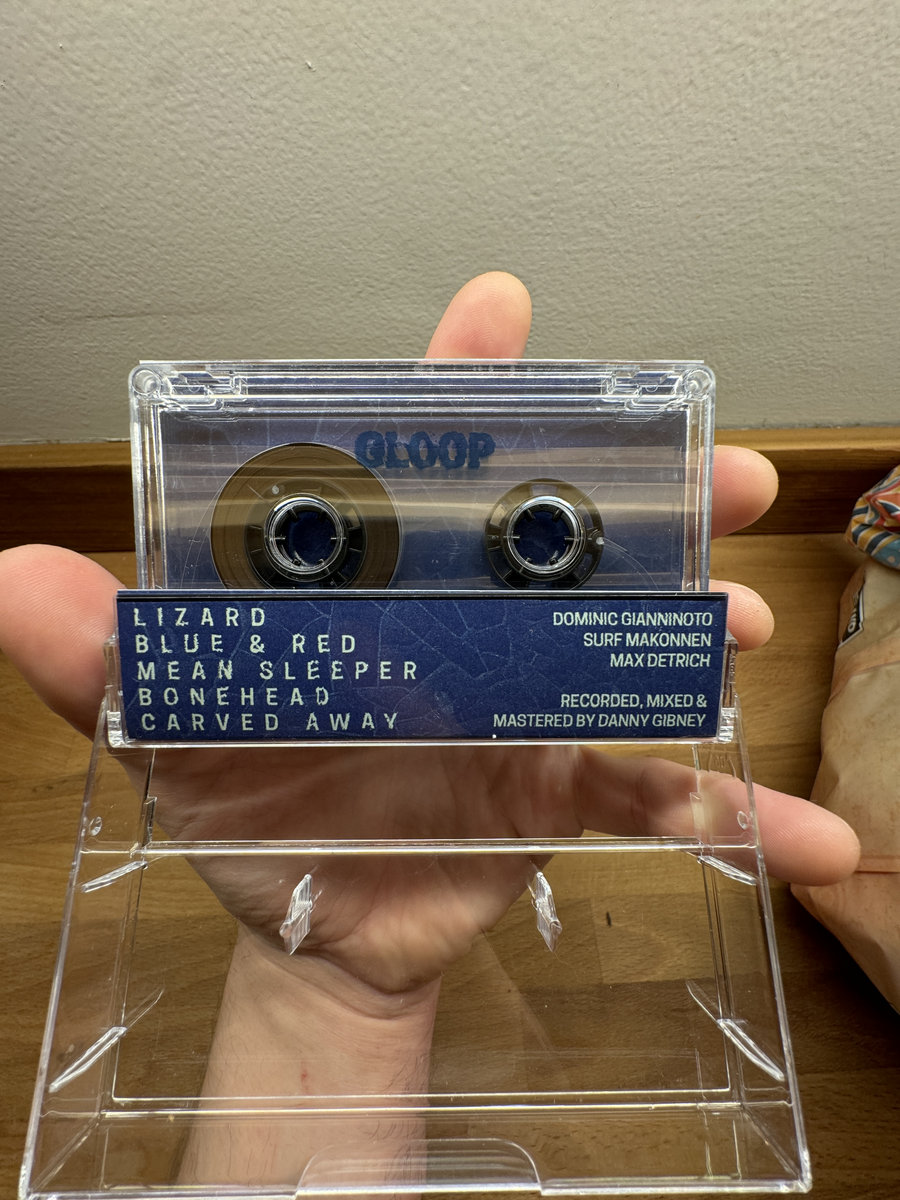 GLOOP
LIZARD
BLUE & RED
MEAN SLEEPER
BONEHEAD
CARVED AWAY
DOMINIC GIANNINOTO
SURF MAKONNEN
MAX DETRICH
RECORDED, MIXED &
MASTERED BY DANNY GIBNEY